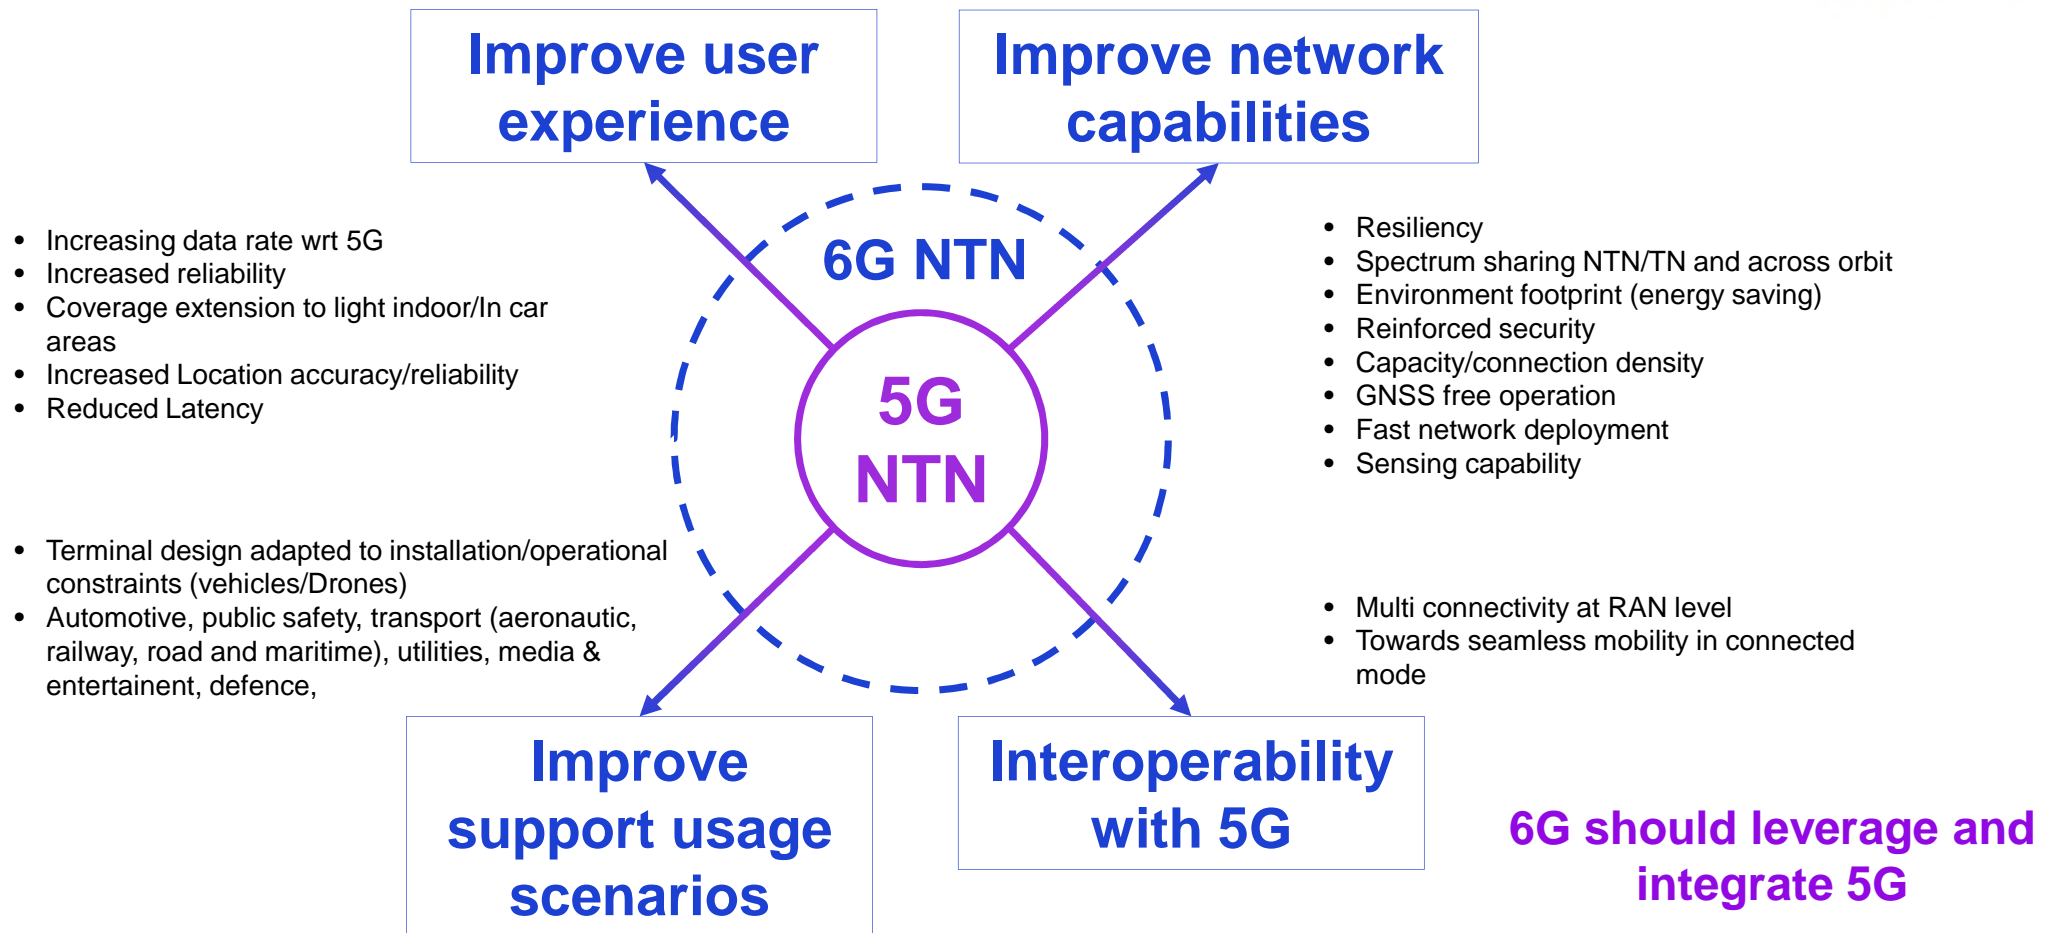 Improve user
experience
Improve network
capabilities
• Increasing data rate wrt 5G
• Increased reliability
• Coverage extension to light indoor/In car
areas
• Increased Location accuracy/reliability
• Reduced Latency
6G NTN
5G
NTN
• Resiliency
• Spectrum sharing NTN/TN and across orbit
• Environment footprint (energy saving)
• Reinforced security
• Capacity/connection density
• GNSS free operation
• Fast network deployment
• Sensing capability
• Terminal design adapted to installation/operational
constraints (vehicles/Drones)
• Automotive, public safety, transport (aeronautic,
railway, road and maritime), utilities, media &
entertainent, defence,
• Multi connectivity at RAN level
• Towards seamless mobility in connected
mode
Improve
support usage
scenarios
Interoperability
with 5G
6G should leverage and
integrate 5G